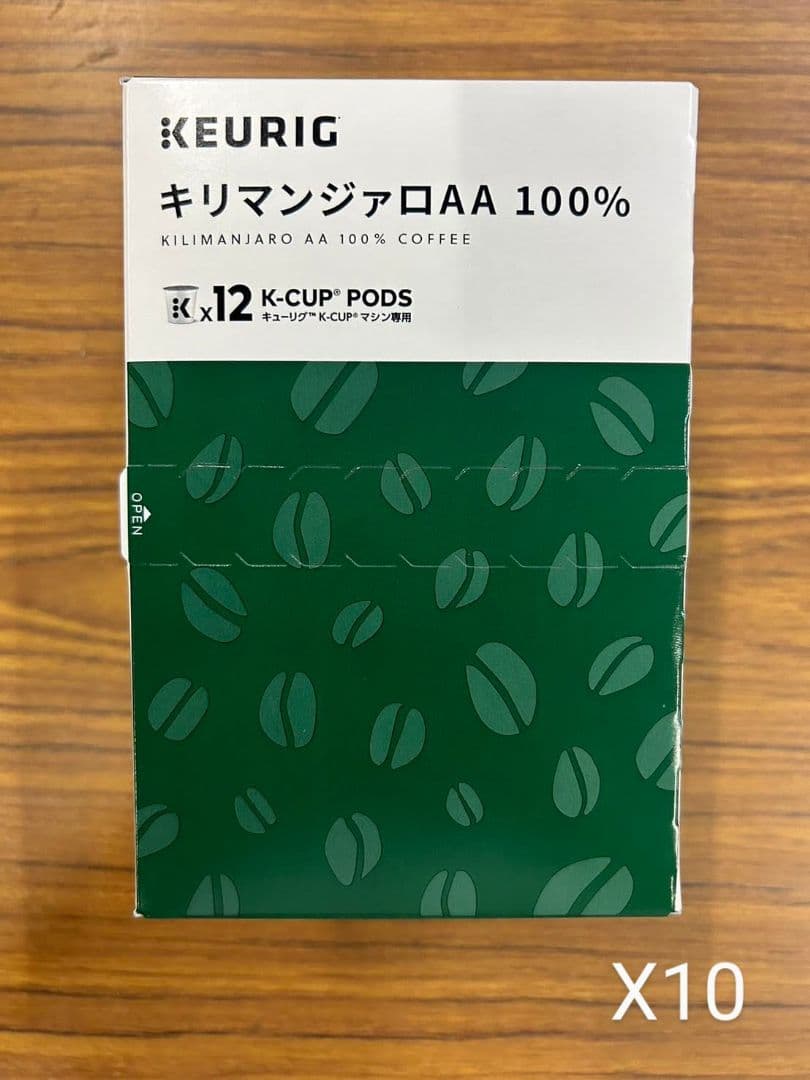 KEURIG
キリマンジァロAA 100%
KILIMANJARO AA 100% COFFEE
K x12 K-CUP® PODS
キューリグ™ K-CUP® マシン専用
OPEN
X10